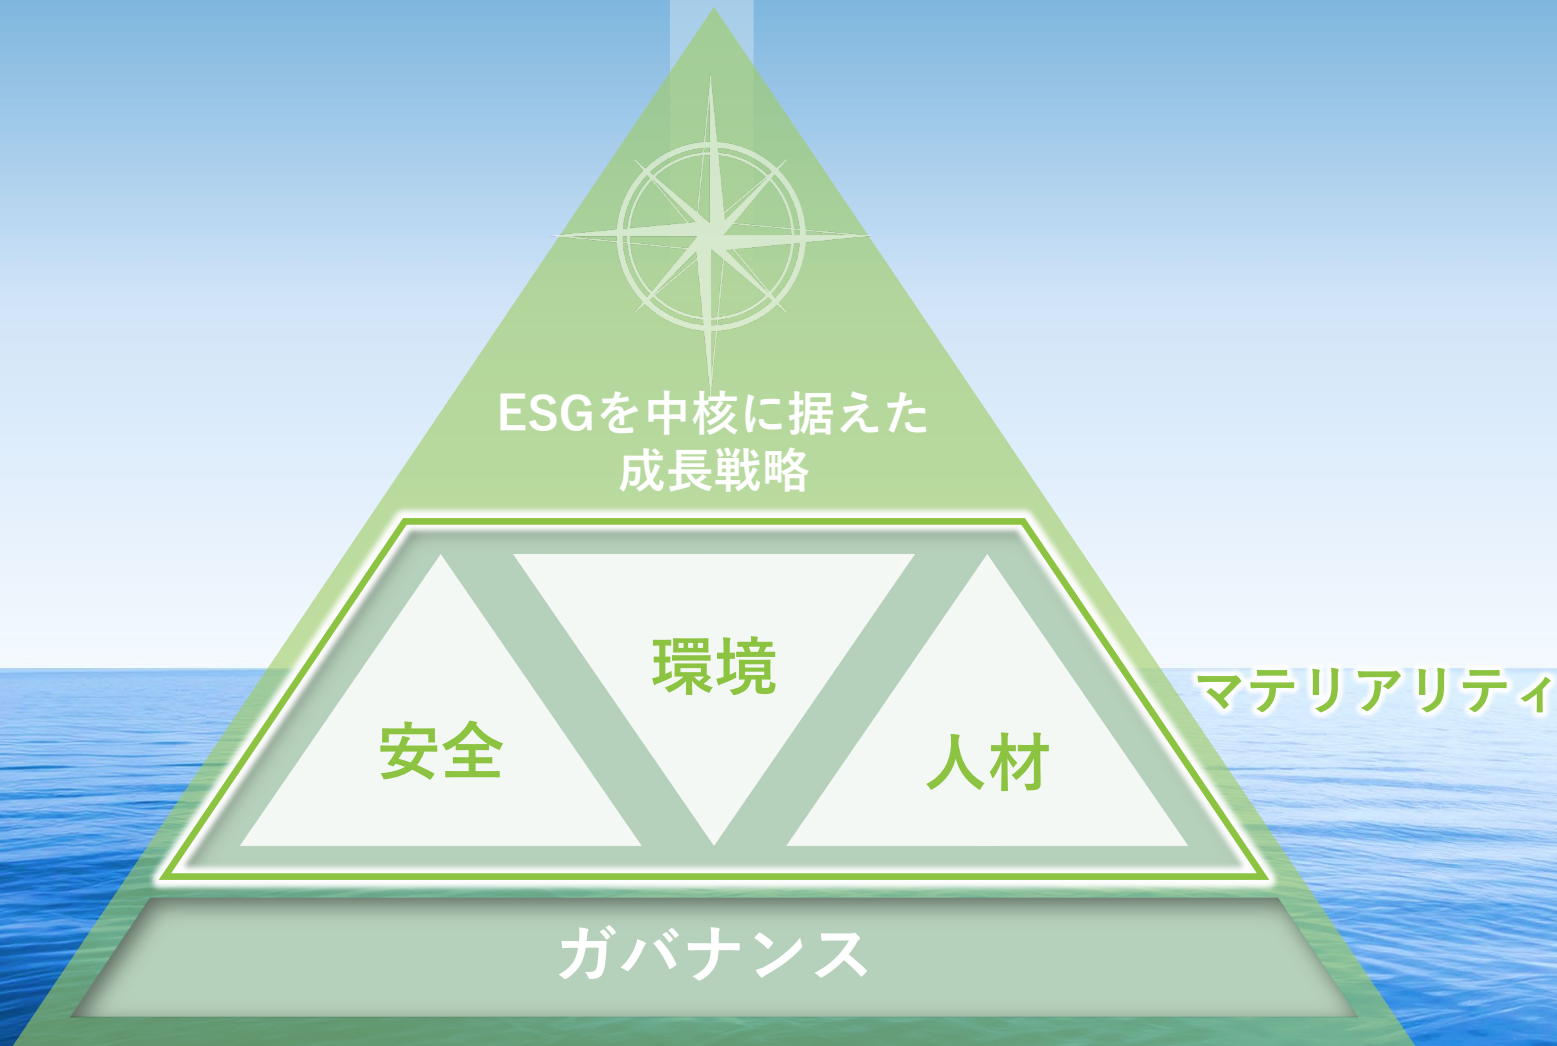 ESGを中核に据えた
成長戦略
環境
安全
人材
マテリアリティ
ガバナンス